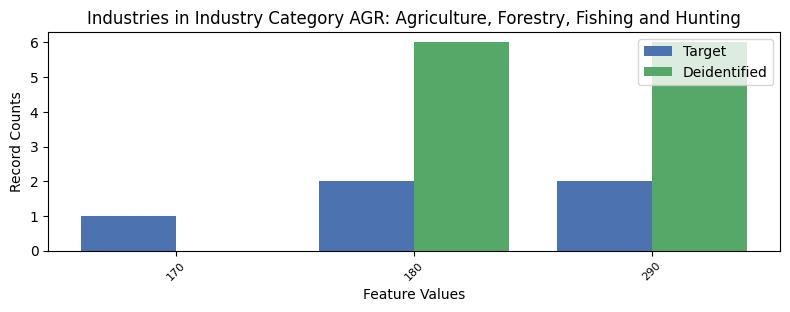 Industries in Industry Category AGR: Agriculture, Forestry, Fishing and Hunting
Target
Deidentified
Record Counts
6
5
4
3
2
1
0
170
180
290
Feature Values